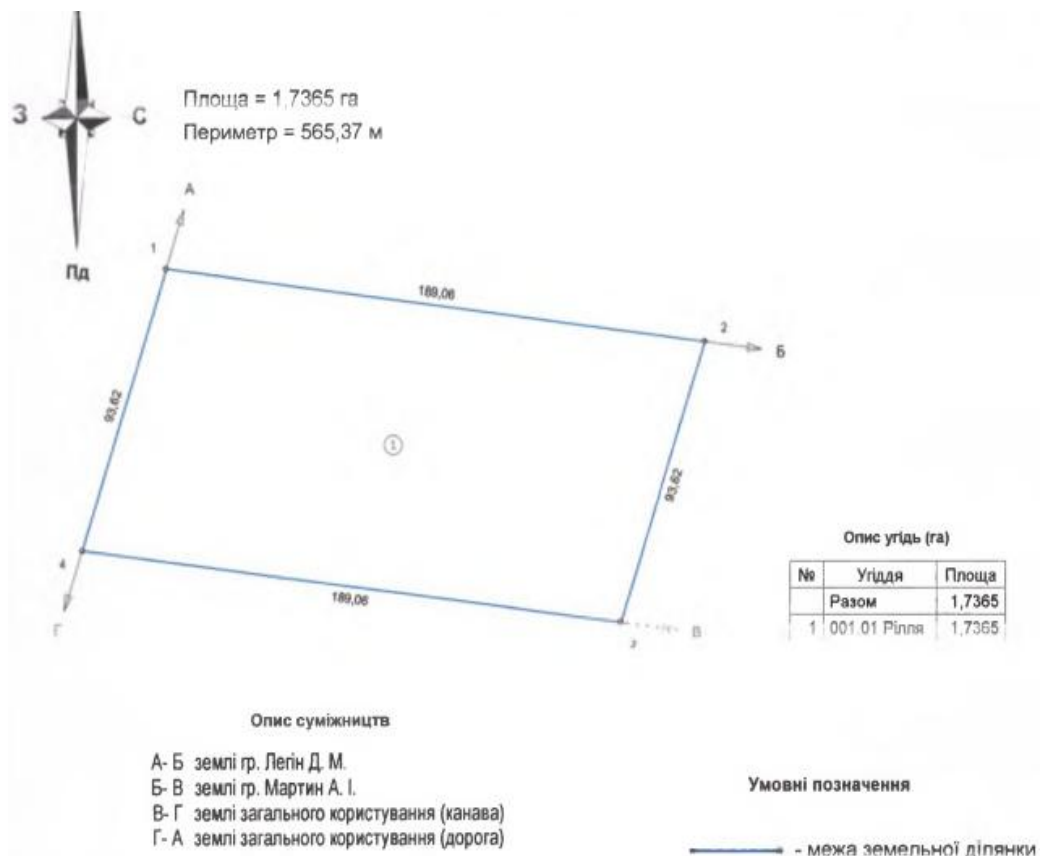 З
С
Пд
Площа = 1,7365 га
Периметр = 565,37 м
А
1
189,06
2
Б
93,62
1
93,62
4
Г
189,06
3
В
Опис угідь (га)
№ Угіддя Площа
Разом 1,7365
1 001.01 Рілля 1,7365
Опис суміжництв
А- Б землі гр. Легін Д. М.
Б- В землі гр. Мартин А. І.
В- Г землі загального користування (канава)
Г- А землі загального користування (дорога)
Умовні позначення
- межа земельної ділянки